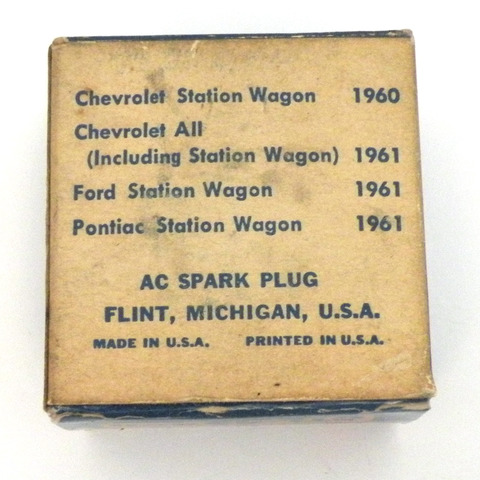 Chevrolet Station Wagon 1960
Chevrolet All
(Including Station Wagon) 1961
Ford Station Wagon 1961
Pontiac Station Wagon 1961
AC SPARK PLUG
FLINT, MICHIGAN, U.S.A.
MADE IN U.S.A. PRINTED IN U.S.A.